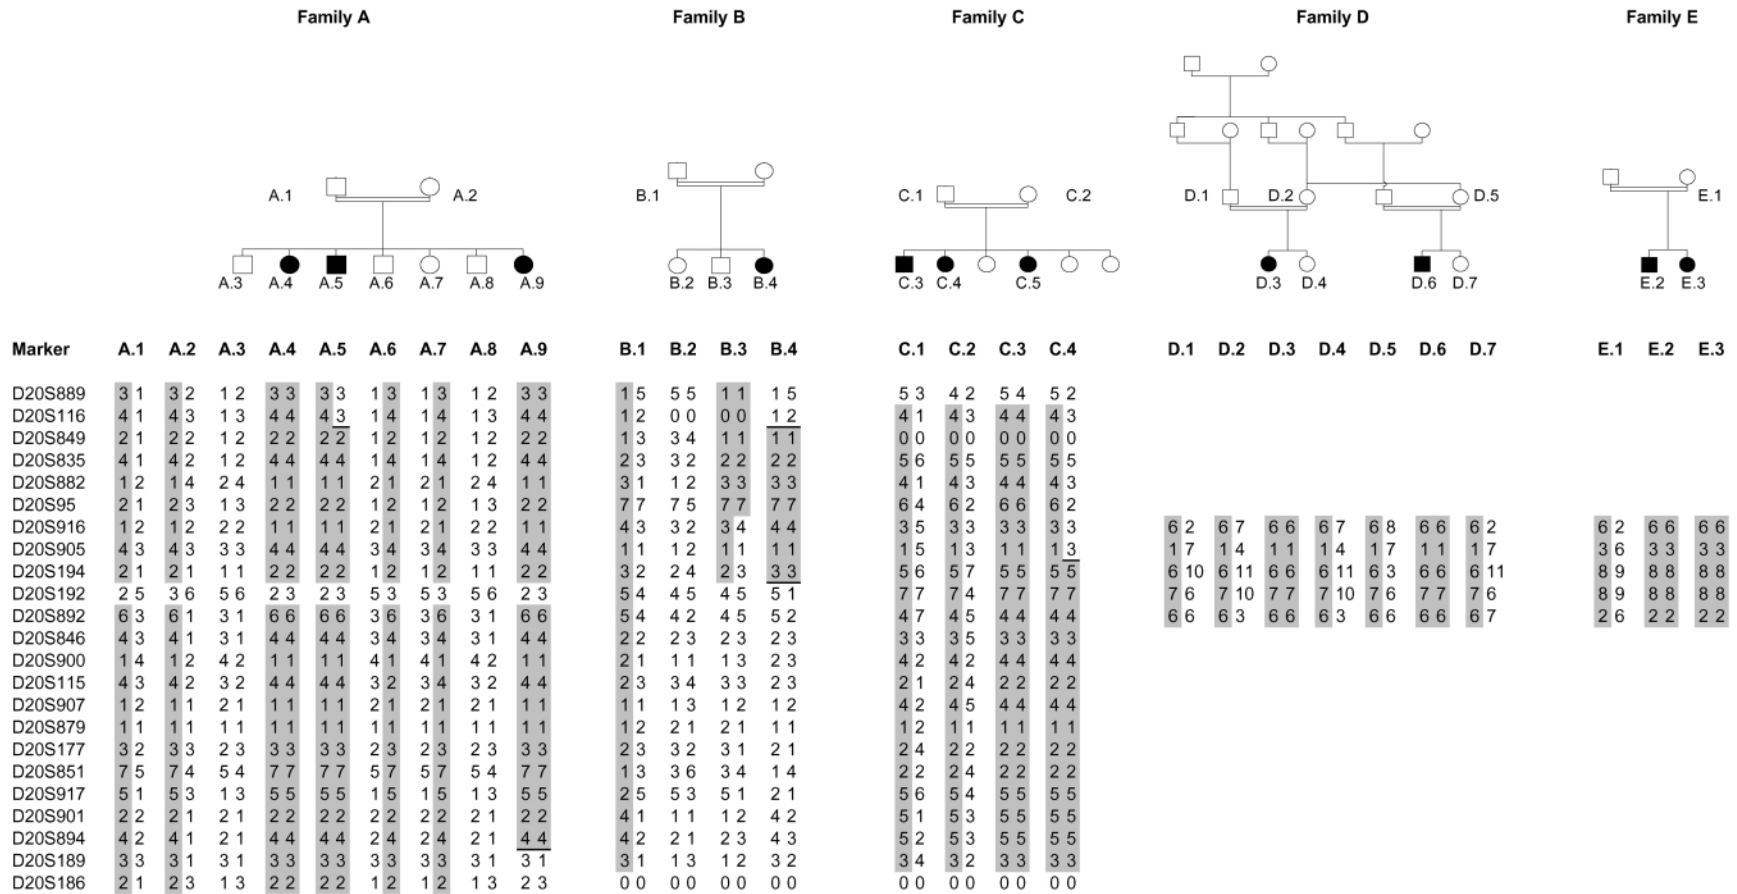 Family A Family B Family C Family D Family E
A.1 A.2 B.1 C.1 C.2 D.1 D.2 D.5 E.1
A.3 A.4 A.5 A.6 A.7 A.8 A.9 B.2 B.3 B.4 C.3 C.4 C.5 D.3 D.4 D.6 D.7 E.2 E.3
Marker A.1 A.2 A.3 A.4 A.5 A.6 A.7 A.8 A.9 B.1 B.2 B.3 B.4 C.1 C.2 C.3 C.4 D.1 D.2 D.3 D.4 D.5 D.6 D.7 E.1 E.2 E.3
D20S889 3 1 3 2 1 2 3 3 3 3 1 3 1 3 1 2 3 3 1 5 5 5 1 1 1 5 5 3 4 2 5 4 5 2
D20S116 4 1 4 3 1 3 4 4 4 3 1 4 1 4 1 3 4 4 1 2 0 0 0 0 1 2 4 1 4 3 4 4 4 3
D20S849 2 1 2 2 1 2 2 2 2 2 1 2 1 2 1 2 2 2 1 3 3 4 1 1 1 1 0 0 0 0 0 0 0 0
D20S835 4 1 4 2 1 2 4 4 4 4 1 4 1 4 1 2 4 4 2 3 3 2 2 2 2 2 5 6 5 5 5 5 5 5
D20S882 1 2 1 4 2 4 1 1 1 1 2 1 2 1 2 4 1 1 3 1 1 2 3 3 3 3 4 1 4 3 4 4 4 3
D20S95 2 1 2 3 1 3 2 2 2 2 1 2 1 2 1 3 2 2 7 7 7 5 7 7 7 7 6 4 6 2 6 6 6 2
D20S916 1 2 1 2 2 2 1 1 1 1 2 1 2 1 2 2 1 1 4 3 3 2 3 4 4 4 3 5 3 3 3 3 3 3 6 2 6 7 6 6 6 7 6 8 6 6 6 2 6 2 6 6 6 6
D20S905 4 3 4 3 3 3 4 4 4 4 3 4 3 4 3 3 4 4 1 1 1 2 1 1 1 1 1 5 1 3 1 1 1 3 1 7 1 4 1 1 1 4 1 7 1 1 1 7 3 6 3 3 3 3
D20S194 2 1 2 1 1 1 2 2 2 2 1 2 1 2 1 1 2 2 3 2 2 4 2 3 3 3 5 6 5 7 5 5 5 5 6 10 6 11 6 6 6 11 6 3 6 6 6 11 8 9 8 8 8 8
D20S192 2 5 3 6 5 6 2 3 2 3 5 3 5 3 5 6 2 3 5 4 4 5 4 5 5 1 7 7 7 4 7 7 7 7 7 6 7 10 7 7 7 10 7 6 7 7 7 6 8 9 8 8 8 8
D20S892 6 3 6 1 3 1 6 6 6 6 3 6 3 6 3 1 6 6 5 4 4 2 4 5 5 2 4 7 4 5 4 4 4 4 6 6 6 3 6 6 6 3 6 6 6 6 6 7 2 6 2 2 2 2
D20S846 4 3 4 1 3 1 4 4 4 4 3 4 3 4 3 1 4 4 2 2 2 3 2 3 2 3 3 3 3 5 3 3 3 3
D20S900 1 4 1 2 4 2 1 1 1 1 4 1 4 1 4 2 1 1 2 1 1 1 1 3 2 3 4 2 4 2 4 4 4 4
D20S115 4 3 4 2 3 2 4 4 4 4 3 2 3 4 3 2 4 4 2 3 3 4 3 3 2 3 2 1 2 4 2 2 2 2
D20S907 1 2 1 1 2 1 1 1 1 1 2 1 2 1 2 1 1 1 1 1 1 3 1 2 1 2 4 2 4 5 4 4 4 4
D20S879 1 1 1 1 1 1 1 1 1 1 1 1 1 1 1 1 1 1 1 2 2 1 2 1 1 1 1 2 1 1 1 1 1 1
D20S177 3 2 3 3 2 3 3 3 3 3 2 3 2 3 2 3 3 3 2 3 3 2 3 1 2 1 2 4 2 2 2 2 2 2
D20S851 7 5 7 4 5 4 7 7 7 7 5 7 5 7 5 4 7 7 1 3 3 6 3 4 1 4 2 2 2 4 2 2 2 2
D20S917 5 1 5 3 1 3 5 5 5 5 1 5 1 5 1 3 5 5 2 5 5 3 5 1 2 1 5 6 5 4 5 5 5 5
D20S901 2 2 2 1 2 1 2 2 2 2 2 2 2 2 2 1 2 2 4 1 1 1 1 2 4 2 5 1 5 3 5 5 5 5
D20S894 4 2 4 1 2 1 4 4 4 4 2 4 2 4 2 1 4 4 4 2 2 1 2 3 4 3 5 2 5 3 5 5 5 5
D20S189 3 3 3 1 3 1 3 3 3 3 3 3 3 3 3 1 3 1 3 1 1 3 1 2 3 2 3 4 3 2 3 3 3 3
D20S186 2 1 2 3 1 3 2 2 2 2 1 2 1 2 1 3 2 3 0 0 0 0 0 0 0 0 0 0 0 0 0 0 0 0